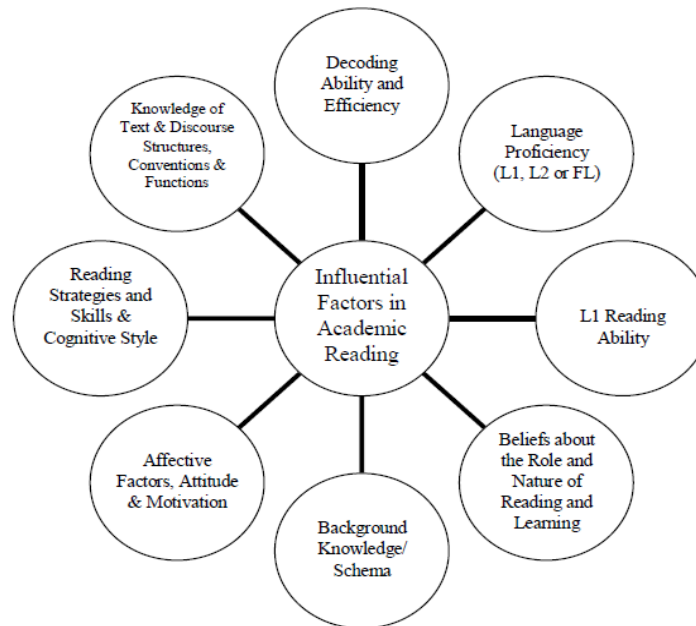 Decoding
Ability and
Efficiency
Language
Proficiency
(L1, L2 or FL)
L1 Reading
Ability
Beliefs about
the Role and
Nature of
Reading and
Learning
Background
Knowledge/
Schema
Affective
Factors, Attitude
& Motivation
Reading
Strategies and
Skills &
Cognitive Style
Knowledge of
Text & Discourse
Structures,
Conventions &
Functions
Influential
Factors in
Academic
Reading